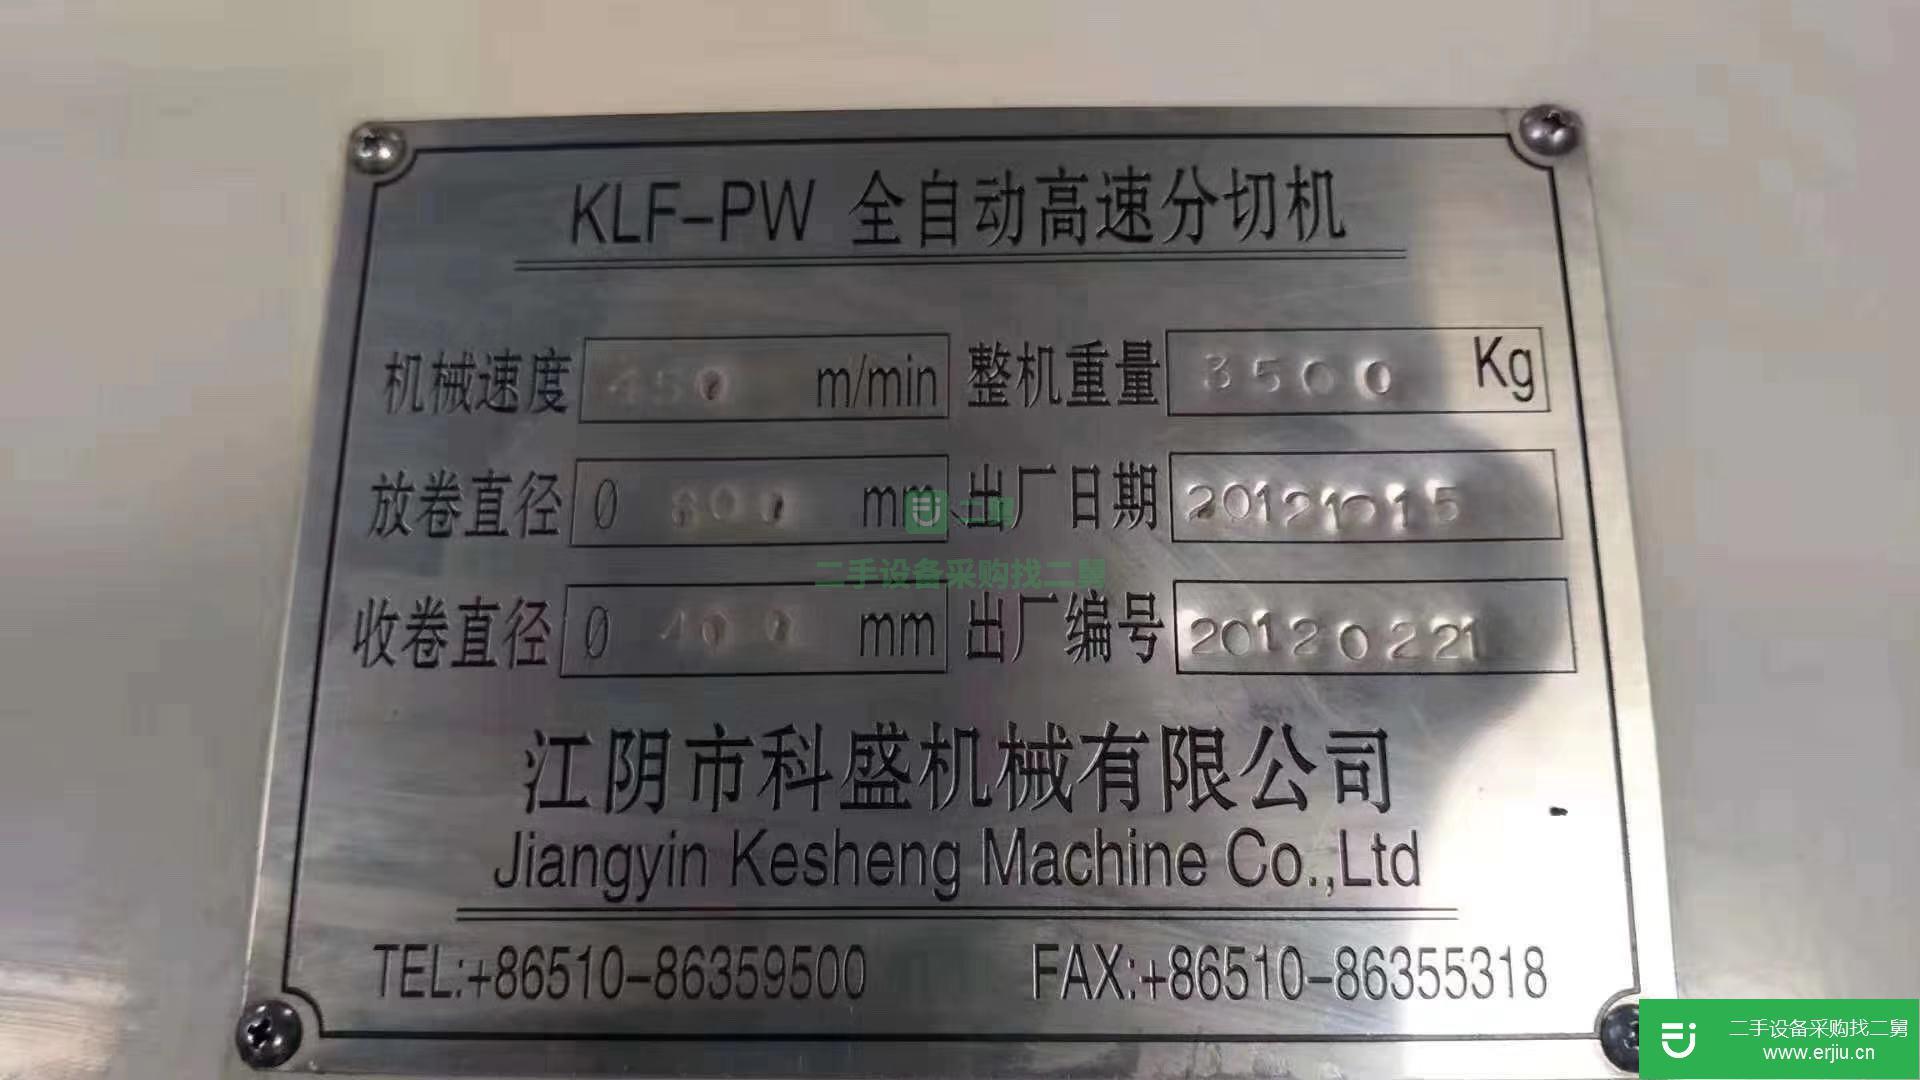 KLF-PW 全自动高速分切机
机械速度 450 m/min 整机重量 3500 Kg
放卷直径 Ø 800 mm 出厂日期 20121015
收卷直径 Ø 400 mm 出厂编号 20120221
二舅
二手设备采购找二舅
江阴市科盛机械有限公司
Jiangyin Kesheng Machine Co.,Ltd
TEL:+86510-86359500 FAX:+86510-86355318
二手设备采购找二舅
www.erjiu.cn